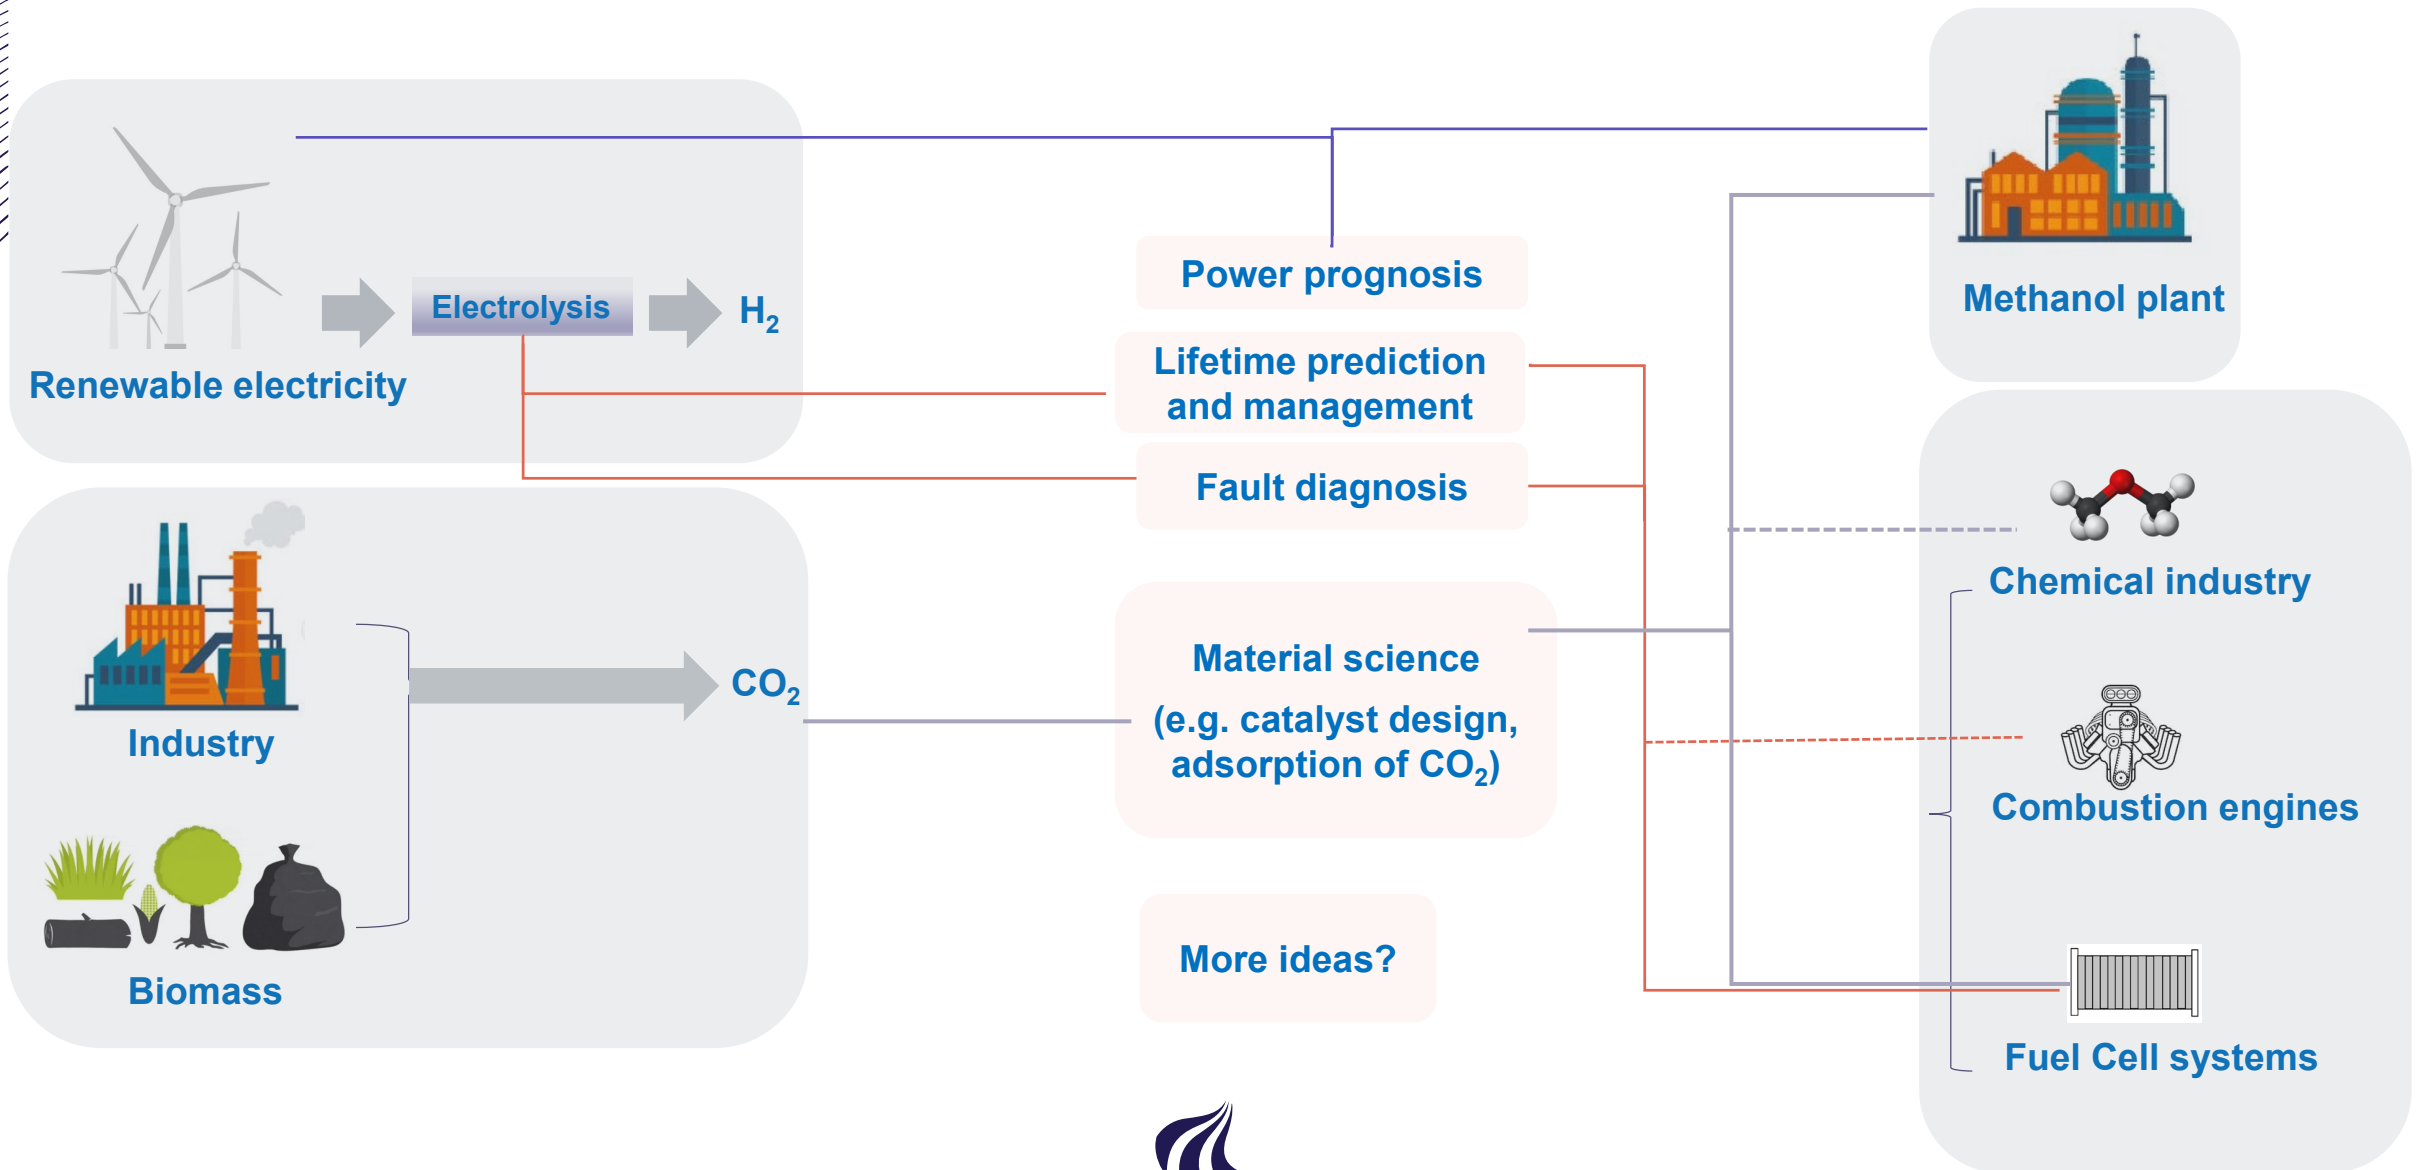 Renewable electricity
Electrolysis
H₂
Industry
Biomass
CO₂
Power prognosis
Lifetime prediction
and management
Fault diagnosis
Material science
(e.g. catalyst design,
adsorption of CO₂)
More ideas?
Methanol plant
Chemical industry
Combustion engines
Fuel Cell systems